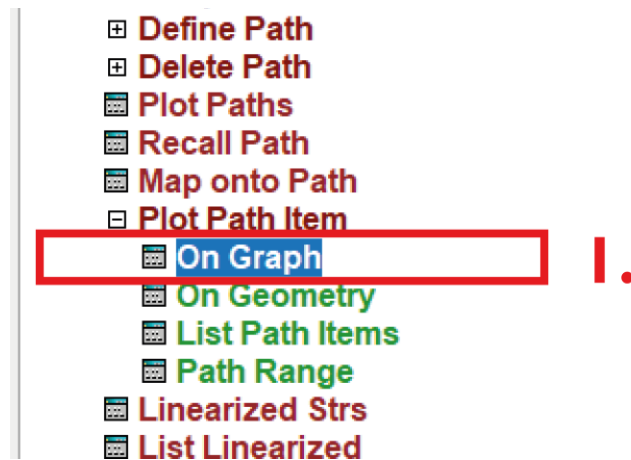 Define Path
Delete Path
Plot Paths
Recall Path
Map onto Path
Plot Path Item
On Graph
1.
On Geometry
List Path Items
Path Range
Linearized Strs
List Linearized